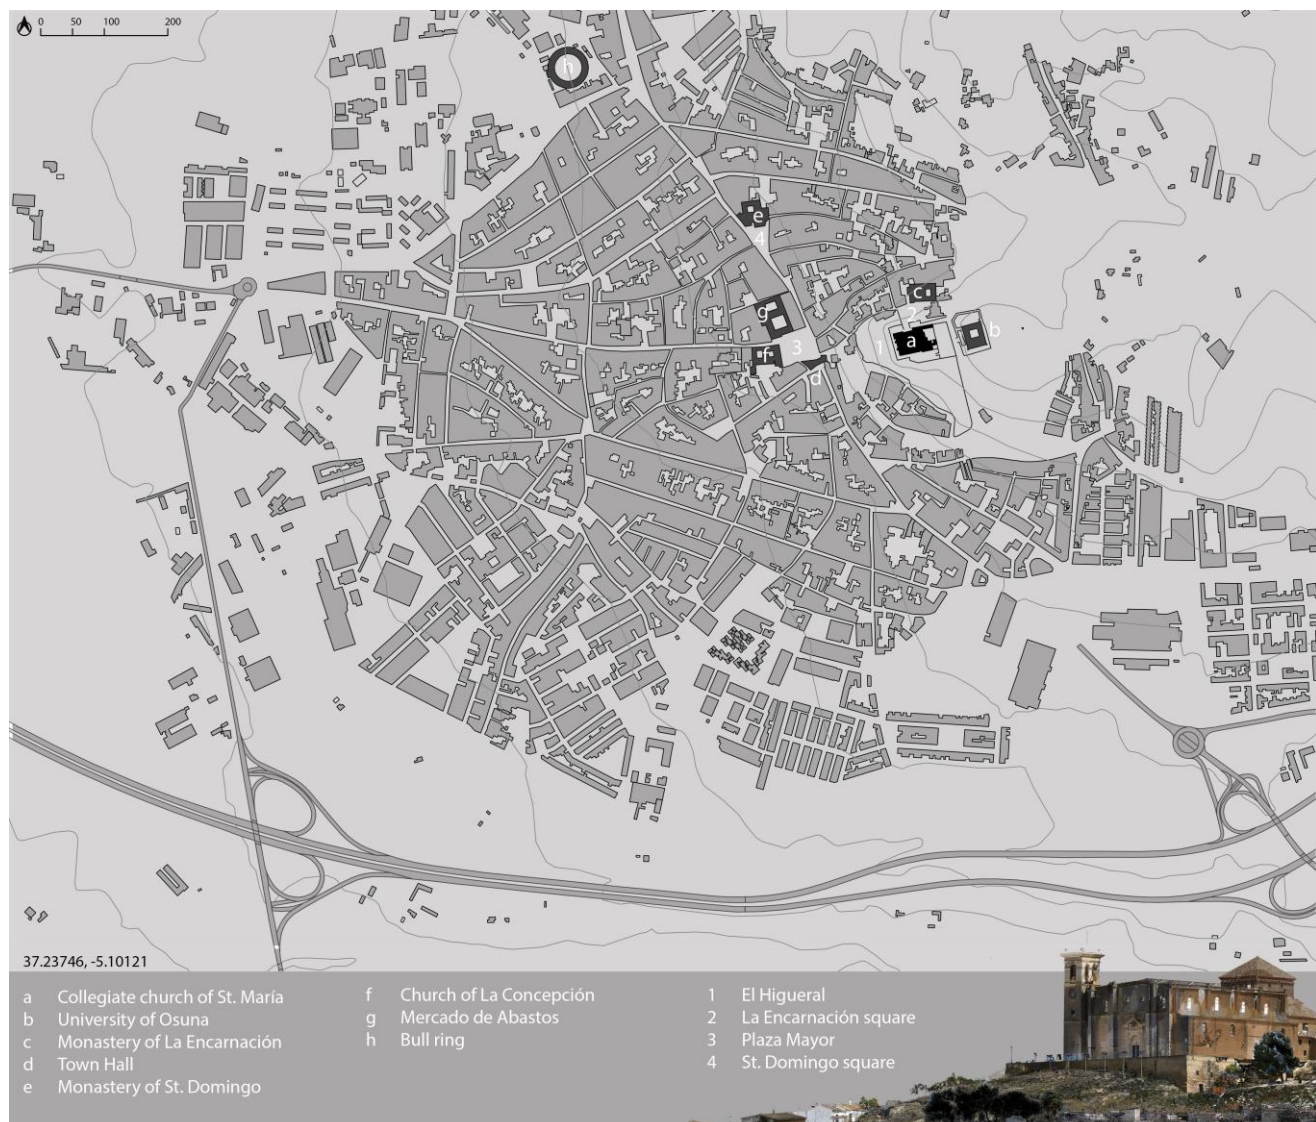 0 50 100 200
h
e
4
c
g
2
b
a
1
3
f
d
37.23746, -5.10121
a Collegiate church of St. María
b University of Osuna
c Monastery of La Encarnación
d Town Hall
e Monastery of St. Domingo
f Church of La Concepción
g Mercado de Abastos
h Bull ring
1 El Higueral
2 La Encarnación square
3 Plaza Mayor
4 St. Domingo square